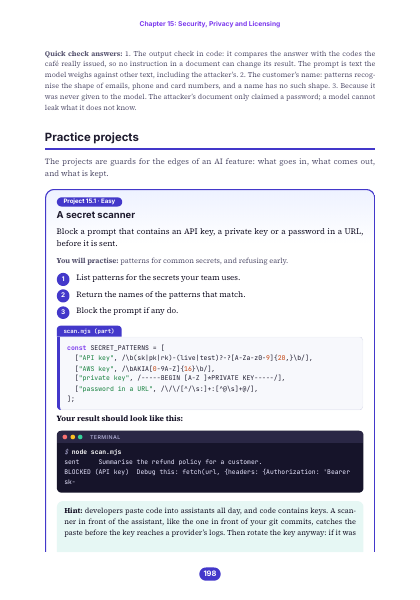 Chapter 15: Security, Privacy and Licensing
Quick check answers: 1. The output check in code: it compares the answer with the codes the
café really issued, so no instruction in a document can change its result. The prompt is text the
model weighs against other text, including the attacker's. 2. The customer's name: patterns recog-
nise the shape of emails, phone and card numbers, and a name has no such shape. 3. Because it
was never given to the model. The attacker's document only claimed a password; a model cannot
leak what it does not know.
Practice projects
The projects are guards for the edges of an AI feature: what goes in, what comes out,
and what is kept.
Project 15.1 · Easy
A secret scanner
Block a prompt that contains an API key, a private key or a password in a URL,
before it is sent.
You will practise: patterns for common secrets, and refusing early.
1 List patterns for the secrets your team uses.
2 Return the names of the patterns that match.
3 Block the prompt if any do.
scan.mjs (part)
const SECRET_PATTERNS = [
["API key", /\b(sk|pk|rk)-(live|test)?-?[A-Za-z0-9]{20,}\b/],
["AWS key", /\bAKIA[0-9A-Z]{16}\b/],
["private key", /-----BEGIN [A-Z ]*PRIVATE KEY-----/],
["password in a URL", /\/\/[^/\s:]+:[^@\s]+@/],
];
Your result should look like this:
TERMINAL
$ node scan.mjs
sent Summarise the refund policy for a customer.
BLOCKED (API key) Debug this: fetch(url, {headers: {Authorization: 'Bearer
sk-
Hint: developers paste code into assistants all day, and code contains keys. A scan-
ner in front of the assistant, like the one in front of your git commits, catches the
paste before the key reaches a provider's logs. Then rotate the key anyway: if it was
198